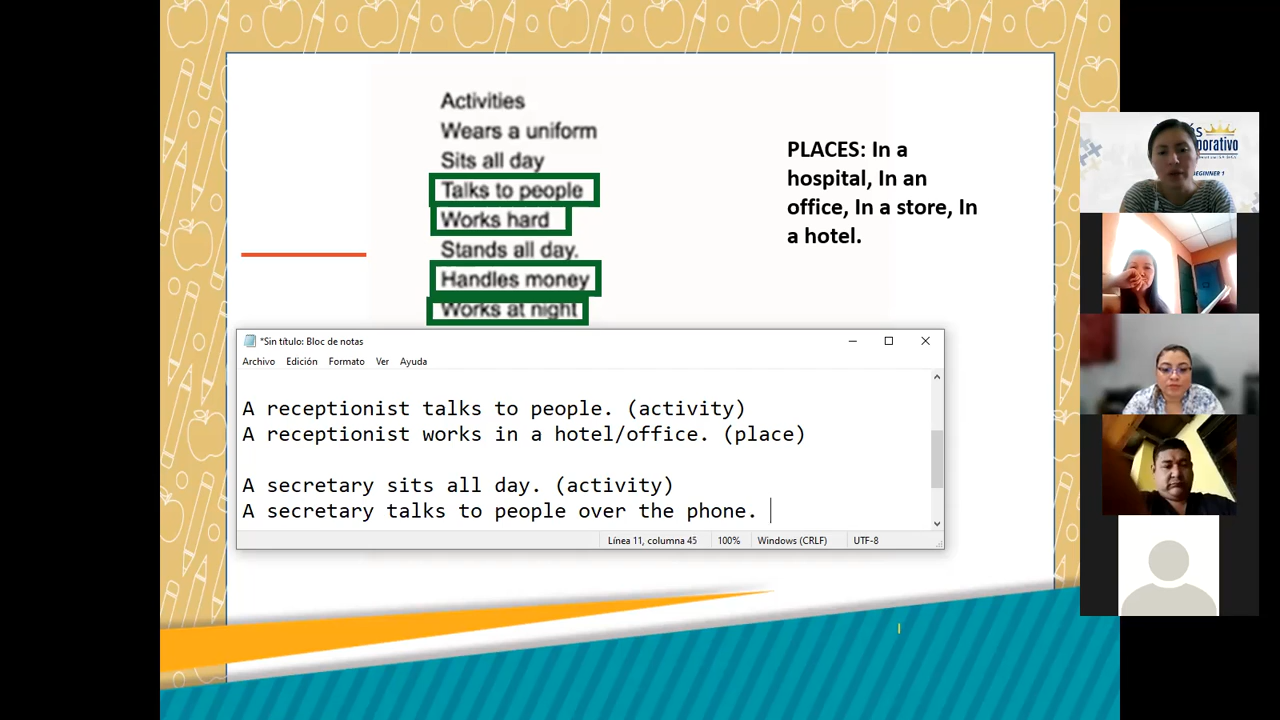 Activities
Wears a uniform
Sits all day
Talks to people
Works hard
Stands all day.
Handles money
Works at night
PLACES: In a
hospital, In an
office, In a store, In
a hotel.
*Sin título: Bloc de notas
Archivo Edición Formato Ver Ayuda
A receptionist talks to people. (activity)
A receptionist works in a hotel/office. (place)
A secretary sits all day. (activity)
A secretary talks to people over the phone.
Línea 11, columna 45 100% Windows (CRLF) UTF-8
BEGINNER 1